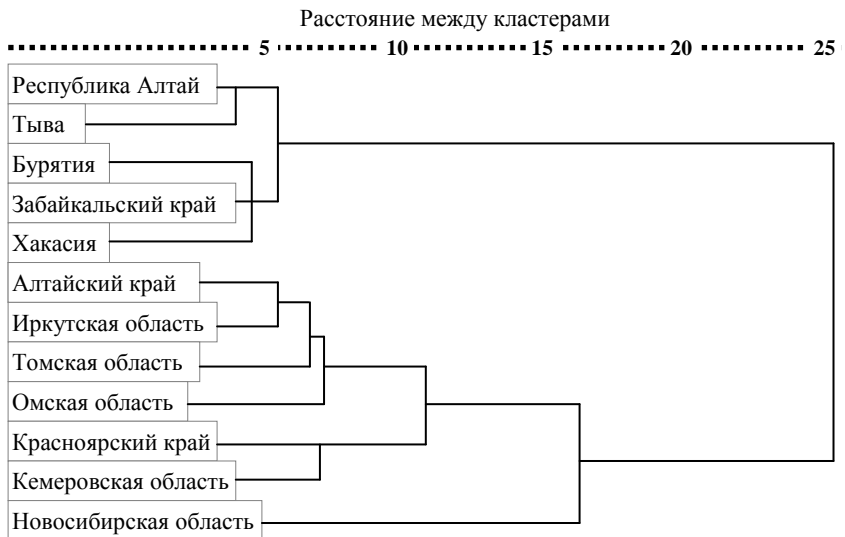 Расстояние между кластерами
5 10 15 20 25
Республика Алтай
Тыва
Бурятия
Забайкальский край
Хакасия
Алтайский край
Иркутская область
Томская область
Омская область
Красноярский край
Кемеровская область
Новосибирская область